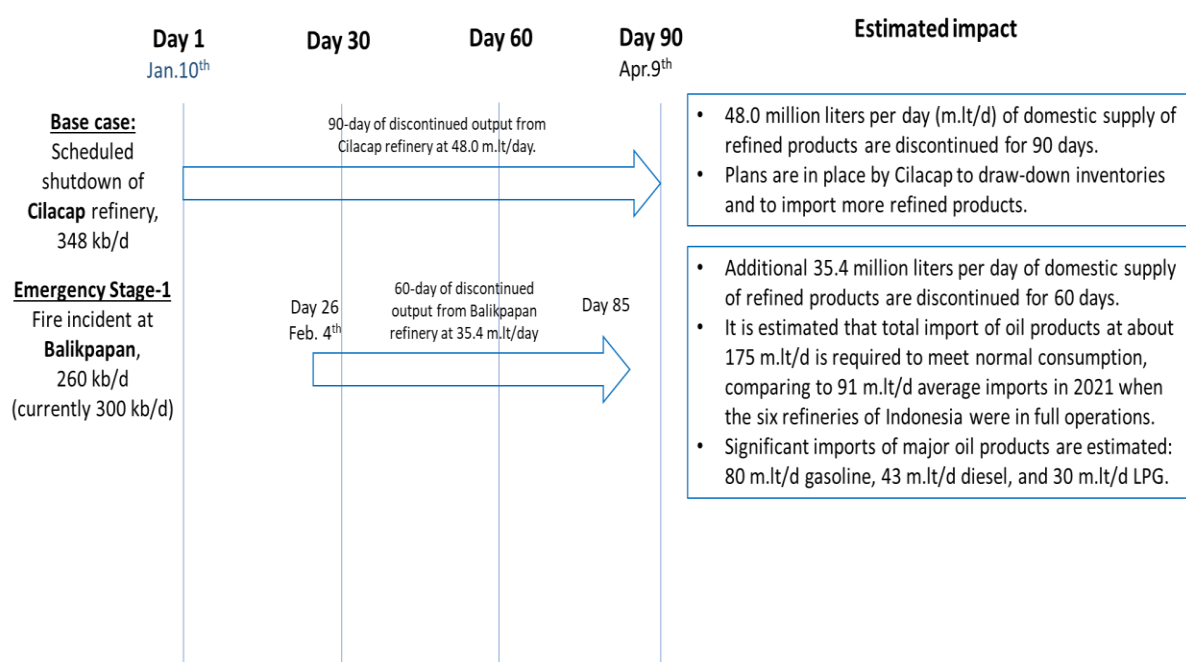 Day 1
Jan.10th
Day 30
Day 60
Day 90
Apr.9th
Estimated impact
Base case:
Scheduled
shutdown of
Cilacap refinery,
348 kb/d
90-day of discontinued output from
Cilacap refinery at 48.0 m.lt/day.
• 48.0 million liters per day (m.lt/d) of domestic supply of
refined products are discontinued for 90 days.
• Plans are in place by Cilacap to draw-down inventories
and to import more refined products.
Emergency Stage-1
Fire incident at
Balikpapan,
260 kb/d
(currently 300 kb/d)
Day 26
Feb. 4th
60-day of discontinued
output from Balikpapan
refinery at 35.4 m.lt/day
Day 85
• Additional 35.4 million liters per day of domestic supply
of refined products are discontinued for 60 days.
• It is estimated that total import of oil products at about
175 m.lt/d is required to meet normal consumption,
comparing to 91 m.lt/d average imports in 2021 when
the six refineries of Indonesia were in full operations.
• Significant imports of major oil products are estimated:
80 m.lt/d gasoline, 43 m.lt/d diesel, and 30 m.lt/d LPG.